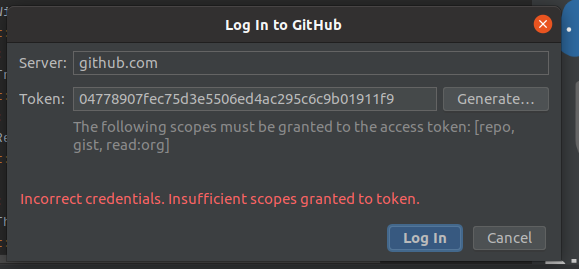 Log In to GitHub
Server: github.com
Token: 04778907fec75d3e5506ed4ac295c6c9b01911f9 Generate...
The following scopes must be granted to the access token: [repo,
gist, read:org]
Incorrect credentials. Insufficient scopes granted to token.
Log In Cancel